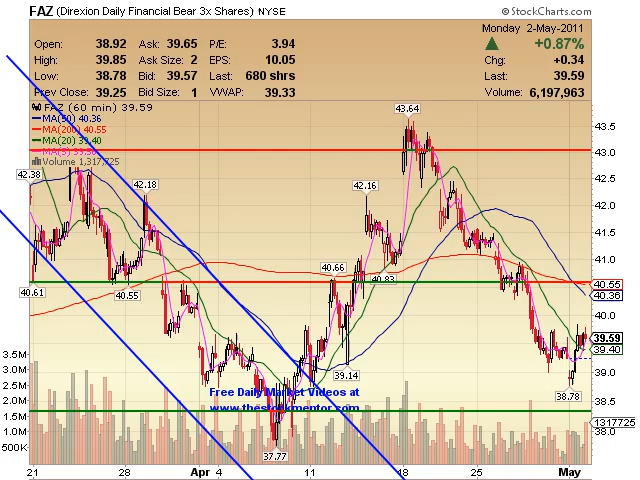 FAZ (Direxion Daily Financial Bear 3x Shares) NYSE
© StockCharts.com
Monday 2-May-2011
Open: 38.92 Ask: 39.65 P/E: 3.94
+0.87%
High: 39.85 Ask Size: 2 EPS: 10.05
Chg: +0.34
Low: 38.78 Bid: 39.57 Last: 680 shrs
Last: 39.59
Prev Close: 39.25 Bid Size: 1 VWAP: 39.33
Volume: 6,197,963
FAZ (60 min) 39.59
MA(50) 40.36
MA(200) 40.55
MA(20) 39.40
Volume 1,317,725
43.64
43.5
43.0
42.38
42.18
42.16
42.5
42.0
41.5
41.0
40.61
40.55
40.66
40.83
40.55
40.36
40.0
39.59
39.40
39.14
39.0
38.78
38.5
38.0
37.77
3.5M
3.0M
2.5M
2.0M
1.5M
1.0M
500K
1317725
Free Daily Market Videos at
www.thestockmentor.com
21 28 Apr 4 11 18 25 May